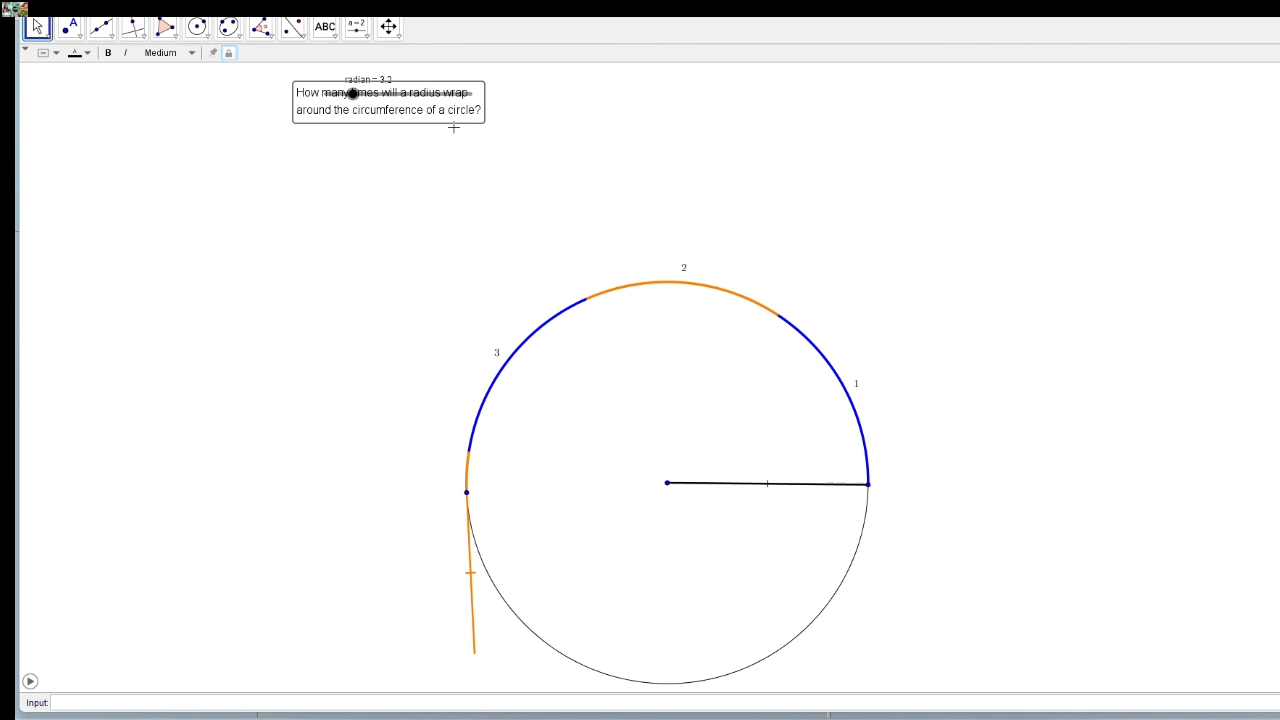 ABC
a = 2
B I Medium
radian = 3.2
How many times will a radius wrap
around the circumference of a circle?
2
3
1
Input: